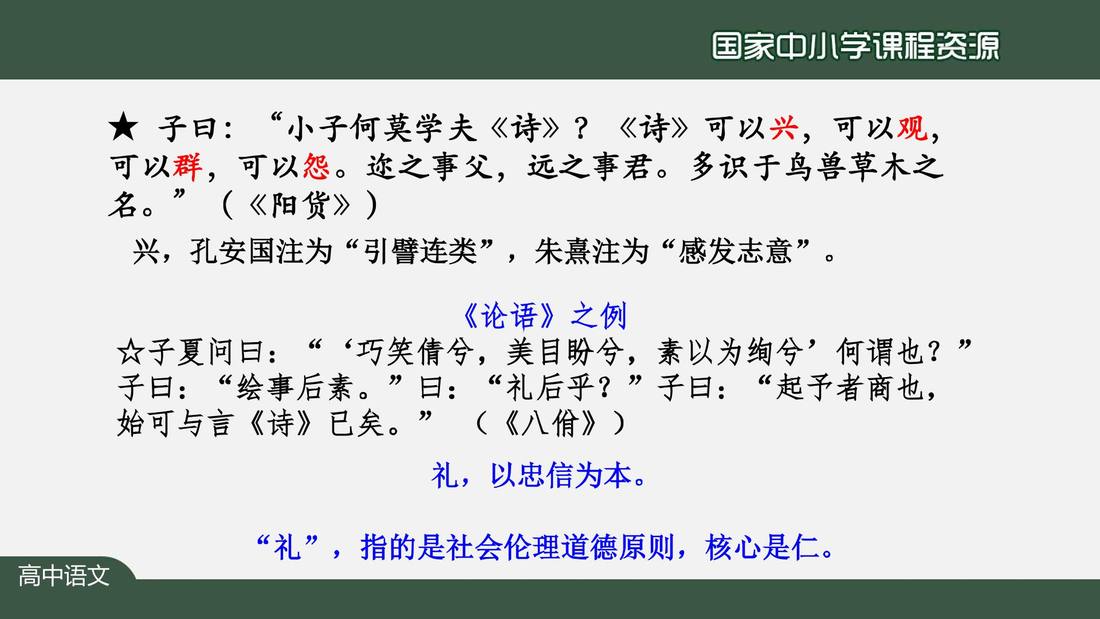 国家中小学课程资源
★ 子曰：“小子何莫学夫《诗》？《诗》可以兴，可以观，
可以群，可以怨。迩之事父，远之事君。多识于鸟兽草木之
名。”（《阳货》）
兴，孔安国注为“引譬连类”，朱熹注为“感发志意”。
《论语》之例
☆子夏问曰：“‘巧笑倩兮，美目盼兮，素以为绚兮’何谓也？”
子曰：“绘事后素。”曰：“礼后乎？”子曰：“起予者商也，
始可与言《诗》已矣。”（《八佾》）
礼，以忠信为本。
“礼”，指的是社会伦理道德原则，核心是仁。
高中语文